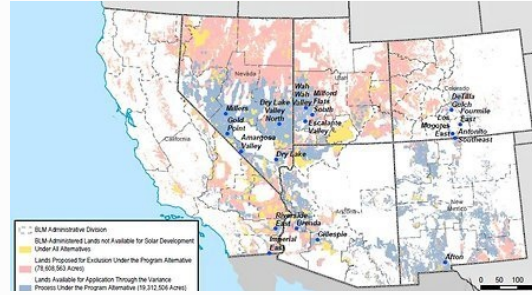 Nevada
Utah
Colorado
California
Arizona
New
Mexico
Wah
Wah
Valley
Milford
Flats
South
Dry Lake
Valley
North
Escalante
Valley
Millers
Gold
Point
Amargosa
Valley
Dry Lake
DeTilla
Gulch
Fourmile
East
Los
Mogotes
East
Antonito
Southeast
Riverside
East
Brenda
Imperial
East
Gillespie
Afton
BLM Administrative Division
BLM-Administered Lands not Available for Solar Development
Under All Alternatives
Lands Proposed for Exclusion Under the Program Alternative
(78,608,563 Acres)
Lands Available for Application Through the Variance
Process Under the Program Alternative (19,312,506 Acres)
0 50 100